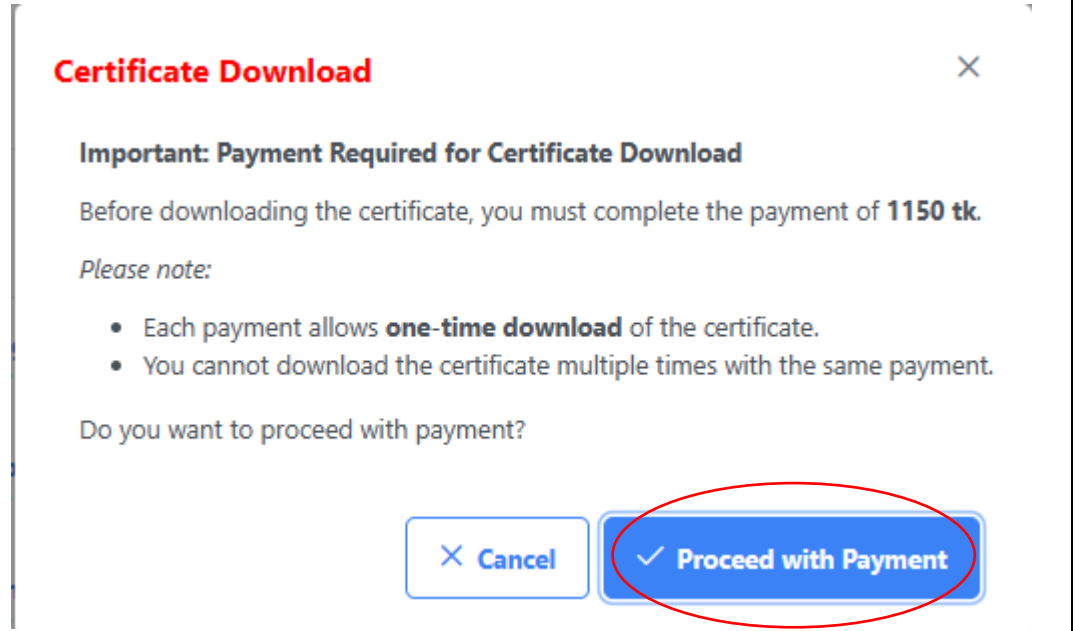 Certificate Download
Important: Payment Required for Certificate Download
Before downloading the certificate, you must complete the payment of 1150 tk.
Please note:
• Each payment allows one-time download of the certificate.
• You cannot download the certificate multiple times with the same payment.
Do you want to proceed with payment?
Cancel
Proceed with Payment